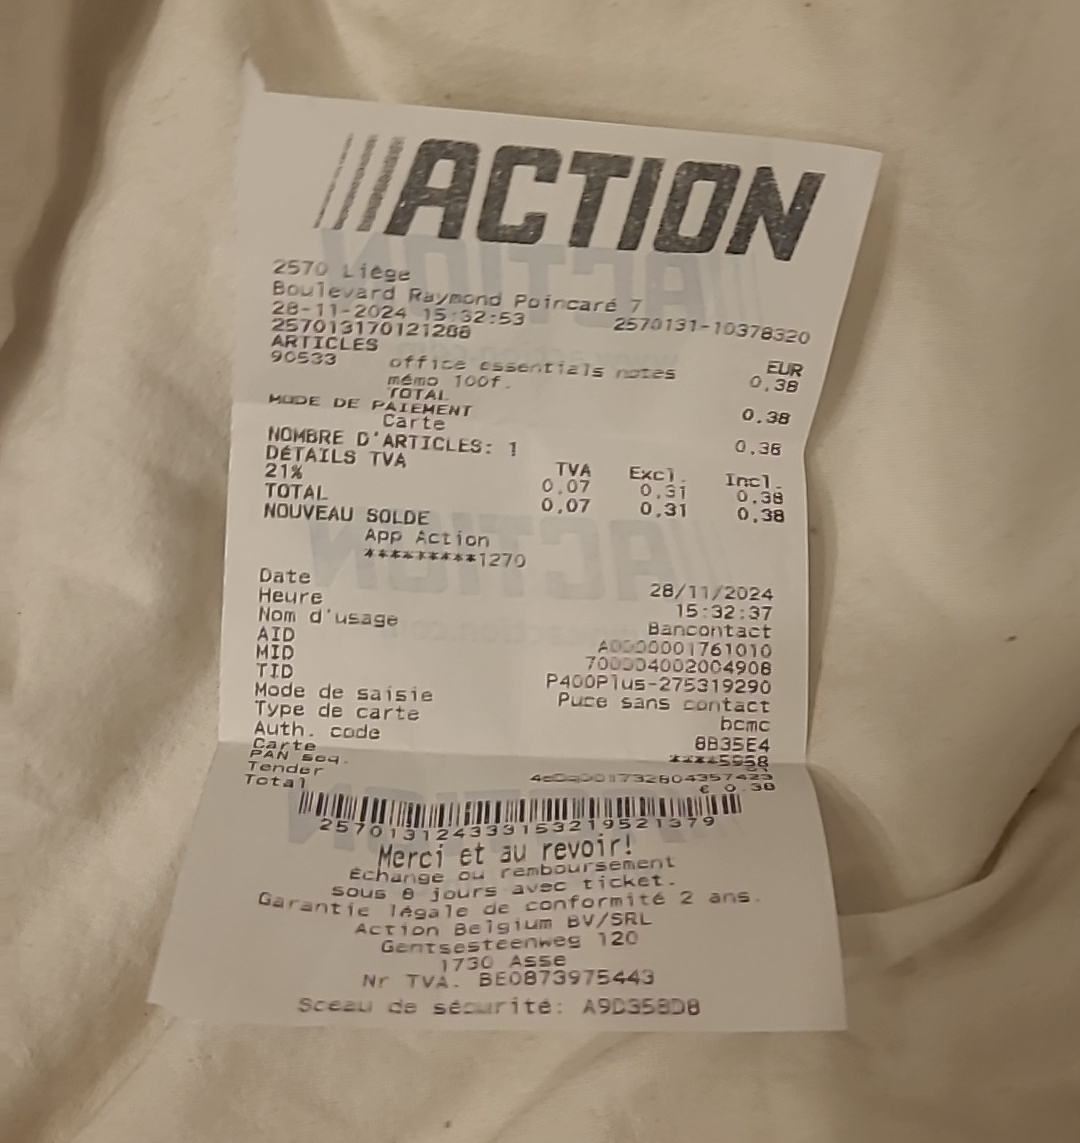 ACTION
2570 Liège
Boulevard Raymond Poincaré 7
28-11-2024 15:32:53 2570131-10378320
257013170121288
ARTICLES EUR
90533 office essentials notes 0,38
mémo 100f.
TOTAL 0,38
MODE DE PAIEMENT
Carte 0,38
NOMBRE D'ARTICLES: 1
DÉTAILS TVA TVA Excl. Incl.
21% 0,07 0,31 0,38
TOTAL 0,07 0,31 0,38
NOUVEAU SOLDE
App Action
*********1270
Date 28/11/2024
Heure 15:32:37
Nom d'usage Bancontact
AID A0000001761010
MID 700004002004908
TID P400Plus-275319290
Mode de saisie Puce sans contact
Type de carte bcmc
Auth. code 8B35E4
Carte ****5958
PAN seq.
Tender
Total € 0.38
257013124333153219521379
Merci et au revoir!
Échange ou remboursement
sous 8 jours avec ticket.
Garantie légale de conformité 2 ans.
Action Belgium BV/SRL
Gentsesteenweg 120
1730 Asse
Nr TVA. BE0873975443
Sceau de sécurité: A9D358D8